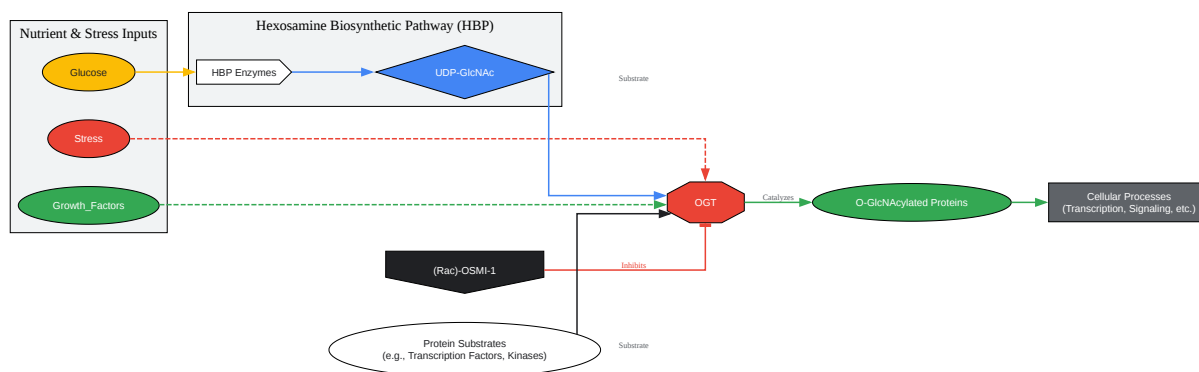 Nutrient & Stress Inputs
Hexosamine Biosynthetic Pathway (HBP)
Glucose
HBP Enzymes
UDP-GlcNAc
Substrate
Stress
Growth_Factors
OGT
Catalyzes
O-GlcNAcylated Proteins
Cellular Processes
(Transcription, Signaling, etc.)
(Rac)-OSMI-1
Inhibits
Protein Substrates
(e.g., Transcription Factors, Kinases)
Substrate